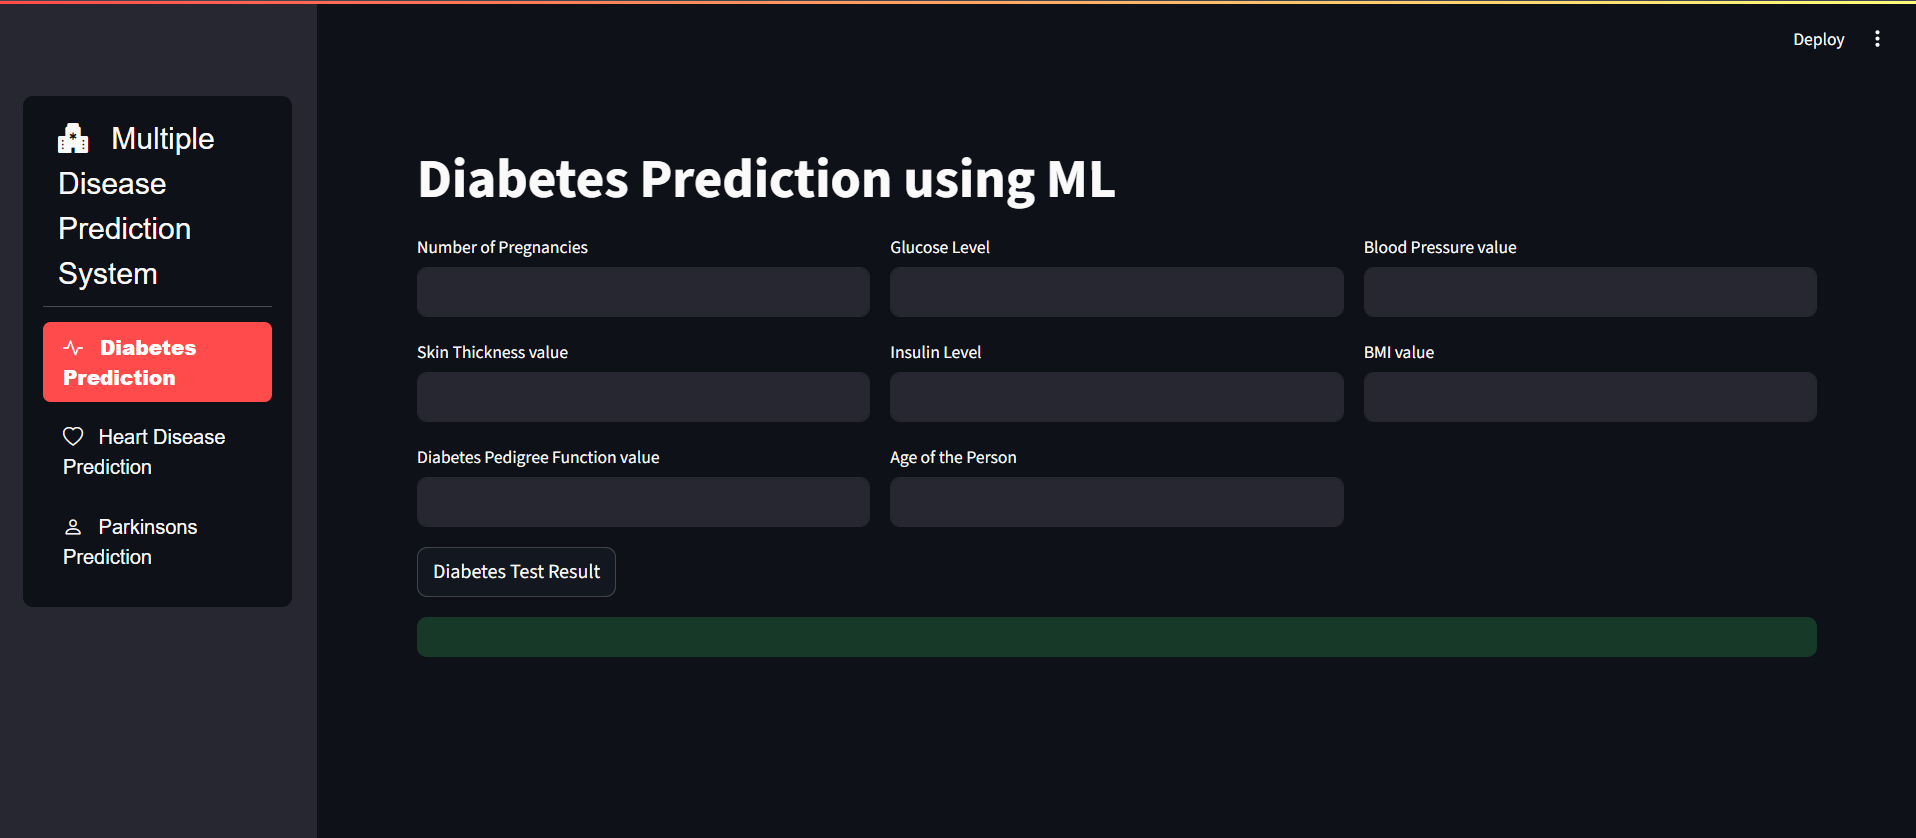 Deploy
Multiple
Disease
Prediction
System
Diabetes
Prediction
Heart Disease
Prediction
Parkinsons
Prediction
Diabetes Prediction using ML
Number of Pregnancies
Glucose Level
Blood Pressure value
Skin Thickness value
Insulin Level
BMI value
Diabetes Pedigree Function value
Age of the Person
Diabetes Test Result